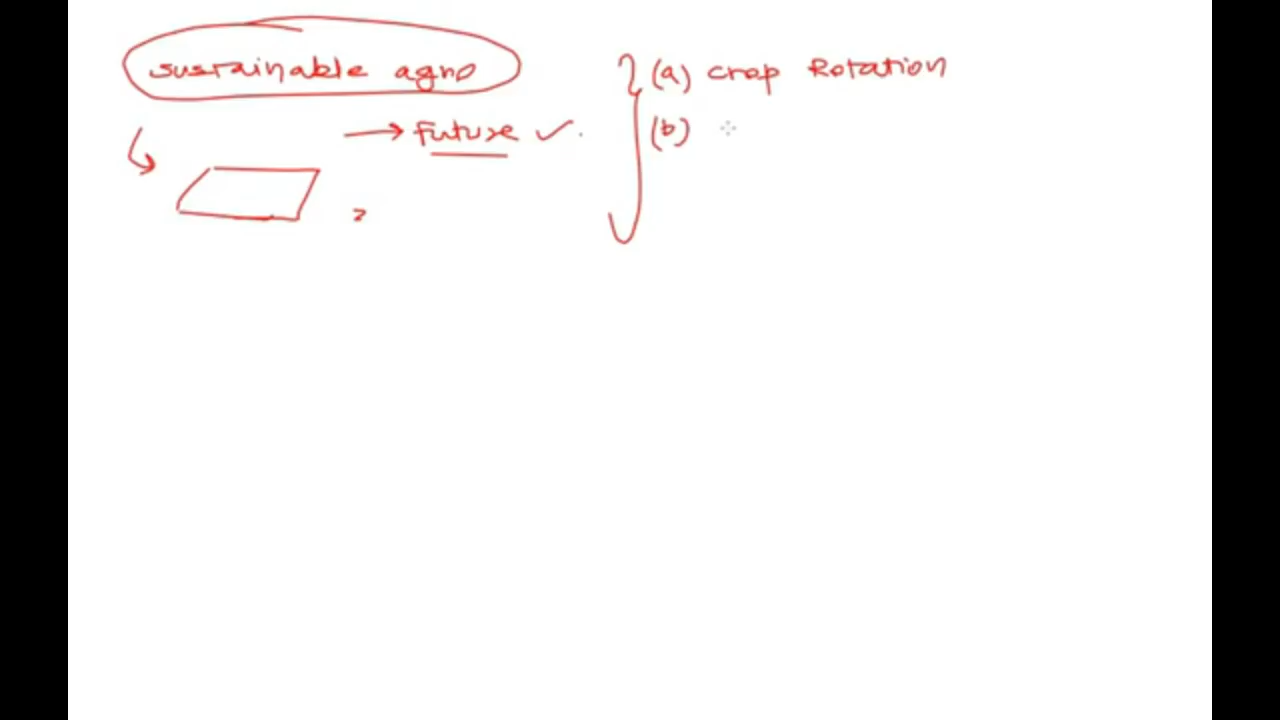 sustainable agro
→ Future ✓.
(a) crop Rotation
(b)